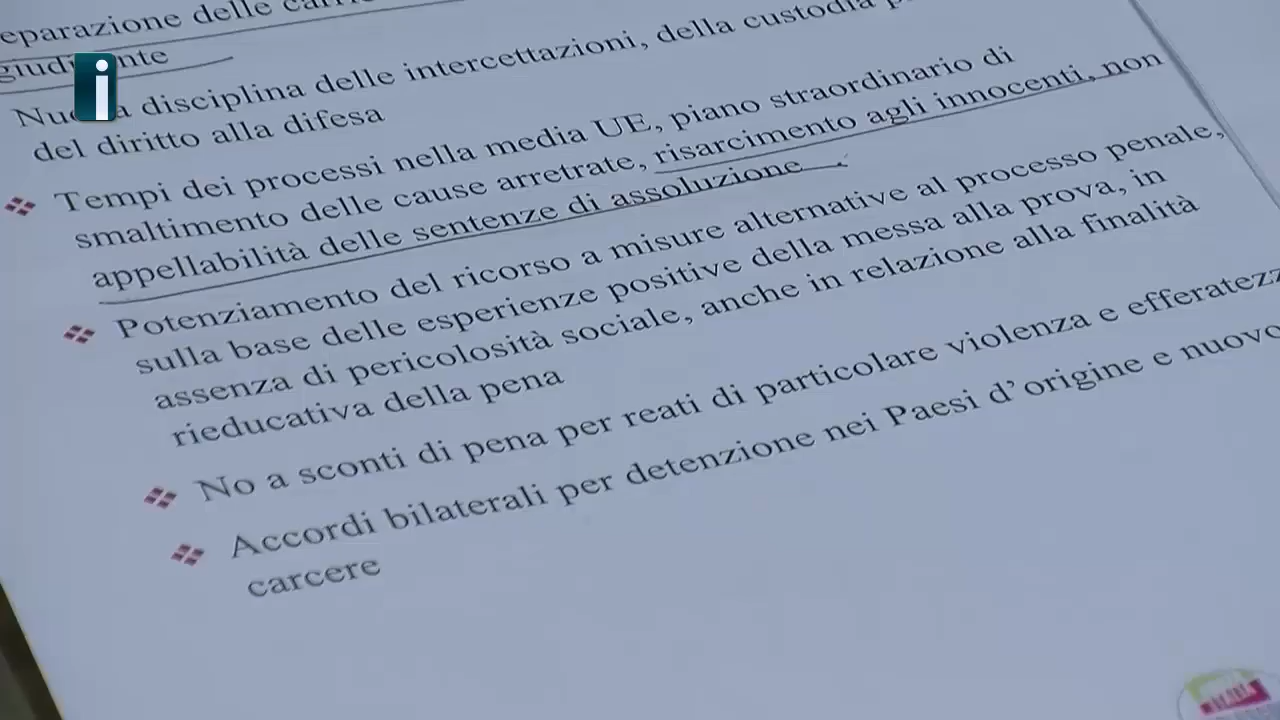 eparazione delle
giud nte
disciplina delle intercettazioni, della custodia
del diritto alla difesa
Tempi dei processi nella media UE, piano straordinario di
smaltimento delle cause arretrate, risarcimento agli innocenti, non
appellabilità delle sentenze di assoluzione
Potenziamento del ricorso a misure alternative al processo penale,
sulla base delle esperienze positive della messa alla prova, in
assenza di pericolosità sociale, anche in relazione alla finalità
rieducativa della pena
No a sconti di pena per reati di particolare violenza e efferatezz
Accordi bilaterali per detenzione nei Paesi d'origine e nuovo
carcere
i